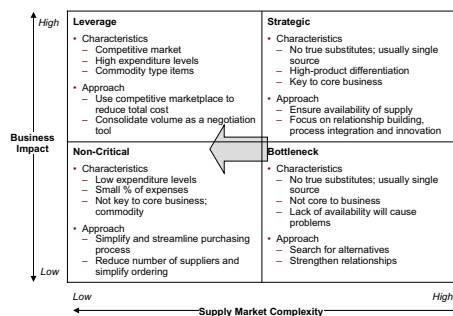 High
Business
Impact
Low
Leverage
• Characteristics
– Competitive market
– High expenditure levels
– Commodity type items
• Approach
– Use competitive marketplace to
reduce total cost
– Consolidate volume as a negotiation
tool
Strategic
• Characteristics
– No true substitutes; usually single
source
– High-product differentiation
– Key to core business
• Approach
– Ensure availability of supply
– Focus on relationship building,
process integration and innovation
Non-Critical
• Characteristics
– Low expenditure levels
– Small % of expenses
– Not key to core business;
commodity
• Approach
– Simplify and streamline purchasing
process
– Reduce number of suppliers and
simplify ordering
Bottleneck
• Characteristics
– No true substitutes; usually single
source
– Not core to business
– Lack of availability will cause
problems
• Approach
– Search for alternatives
– Strengthen relationships
Low
High
Supply Market Complexity